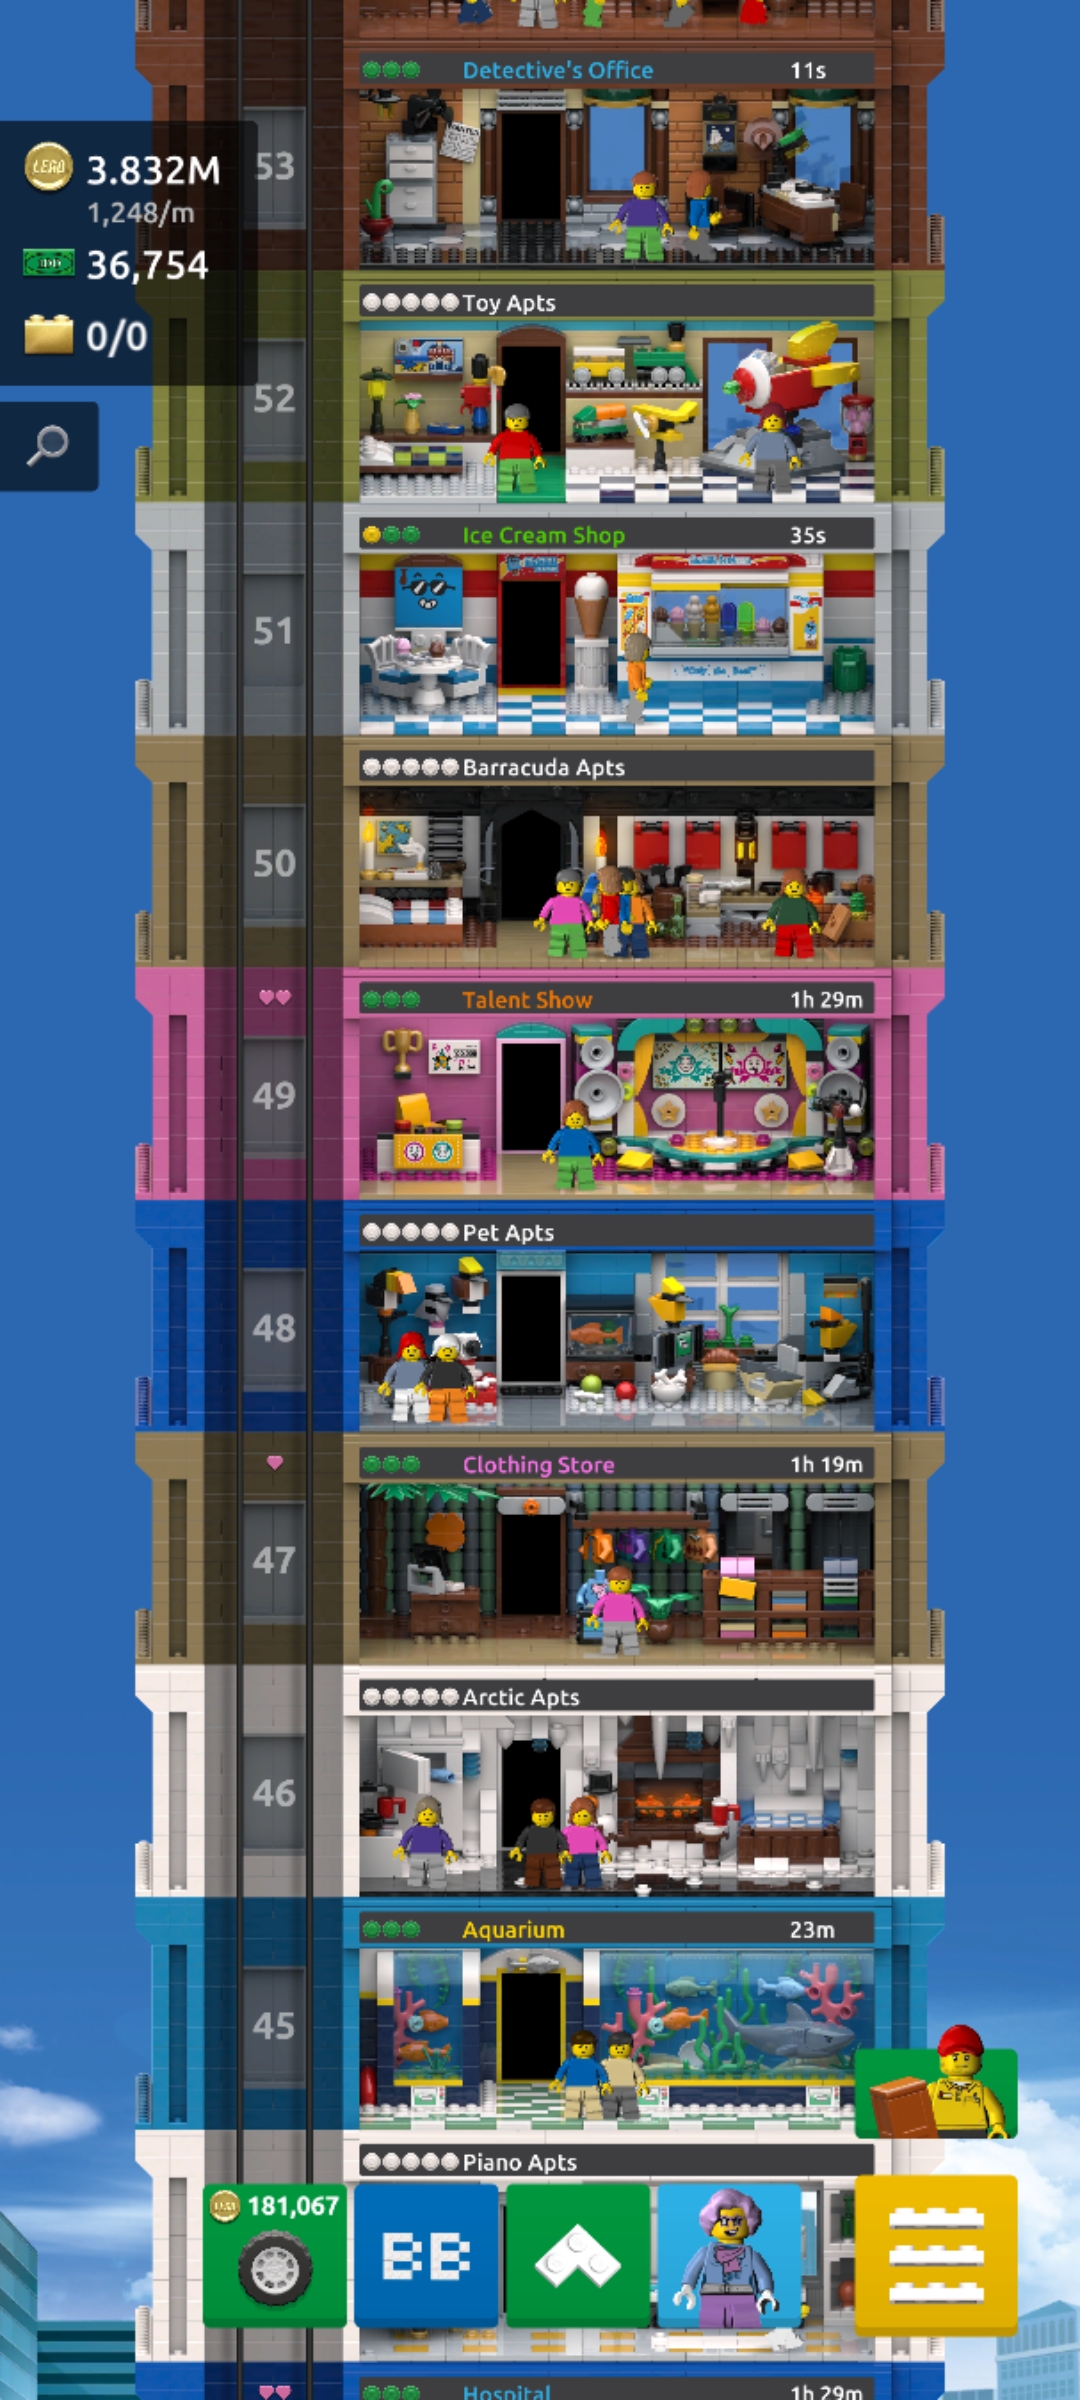 Detective's Office 11s
53
LEGO 3.832M
1,248/m
36,754
0/0
Toy Apts
52
Ice Cream Shop 35s
51
Barracuda Apts
50
Talent Show 1h 29m
49
Pet Apts
48
Clothing Store 1h 19m
47
Arctic Apts
46
Aquarium 23m
45
Piano Apts
181,067
BB
Hospital 1h 29m